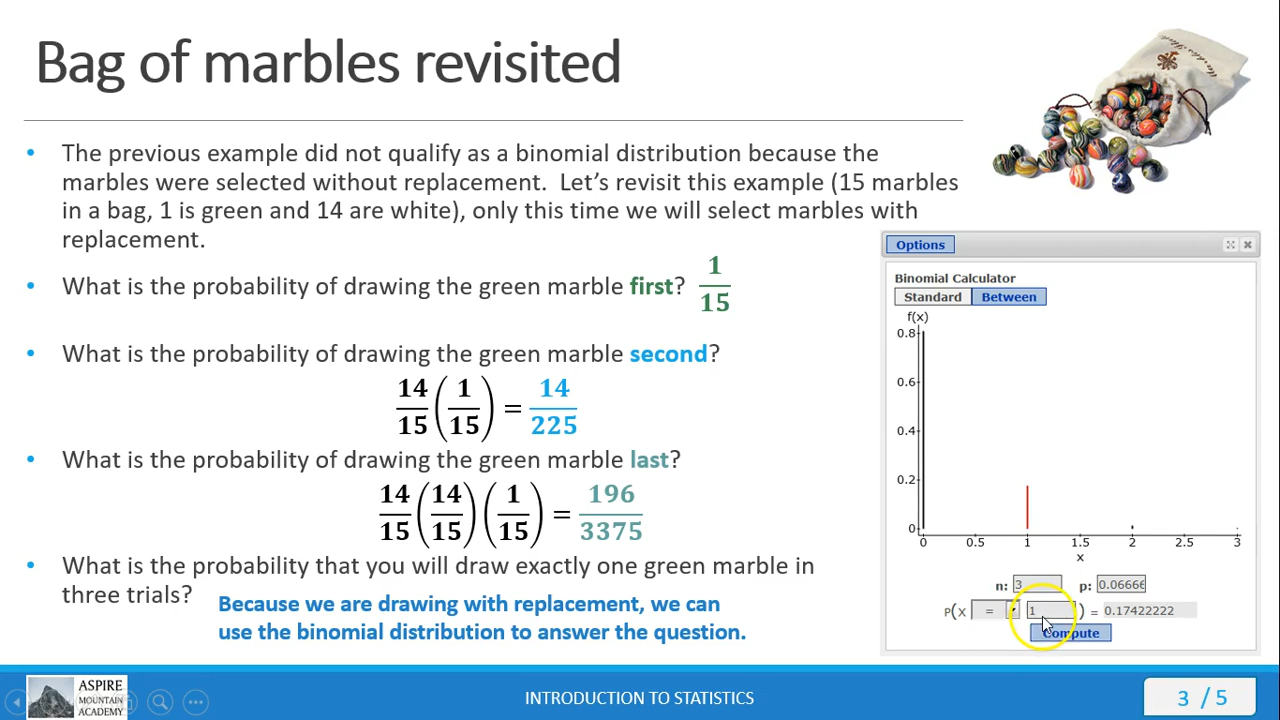 Bag of marbles revisited
• The previous example did not qualify as a binomial distribution because the
marbles were selected without replacement. Let's revisit this example (15 marbles
in a bag, 1 is green and 14 are white), only this time we will select marbles with
replacement.
• What is the probability of drawing the green marble first? 1/15
• What is the probability of drawing the green marble second?
14/15 (1/15) = 14/225
• What is the probability of drawing the green marble last?
14/15 (14/15) (1/15) = 196/3375
• What is the probability that you will draw exactly one green marble in
three trials?
Because we are drawing with replacement, we can
use the binomial distribution to answer the question.
Options
Binomial Calculator
Standard Between
f(x)
0.8
0.6
0.4
0.2
0
0 0.5 1 1.5 2 2.5 3
x
n: 3 p: 0.06666
P(X = 1 ) = 0.17422222
Compute
ASPIRE
MOUNTAIN
ACADEMY
INTRODUCTION TO STATISTICS
3 / 5